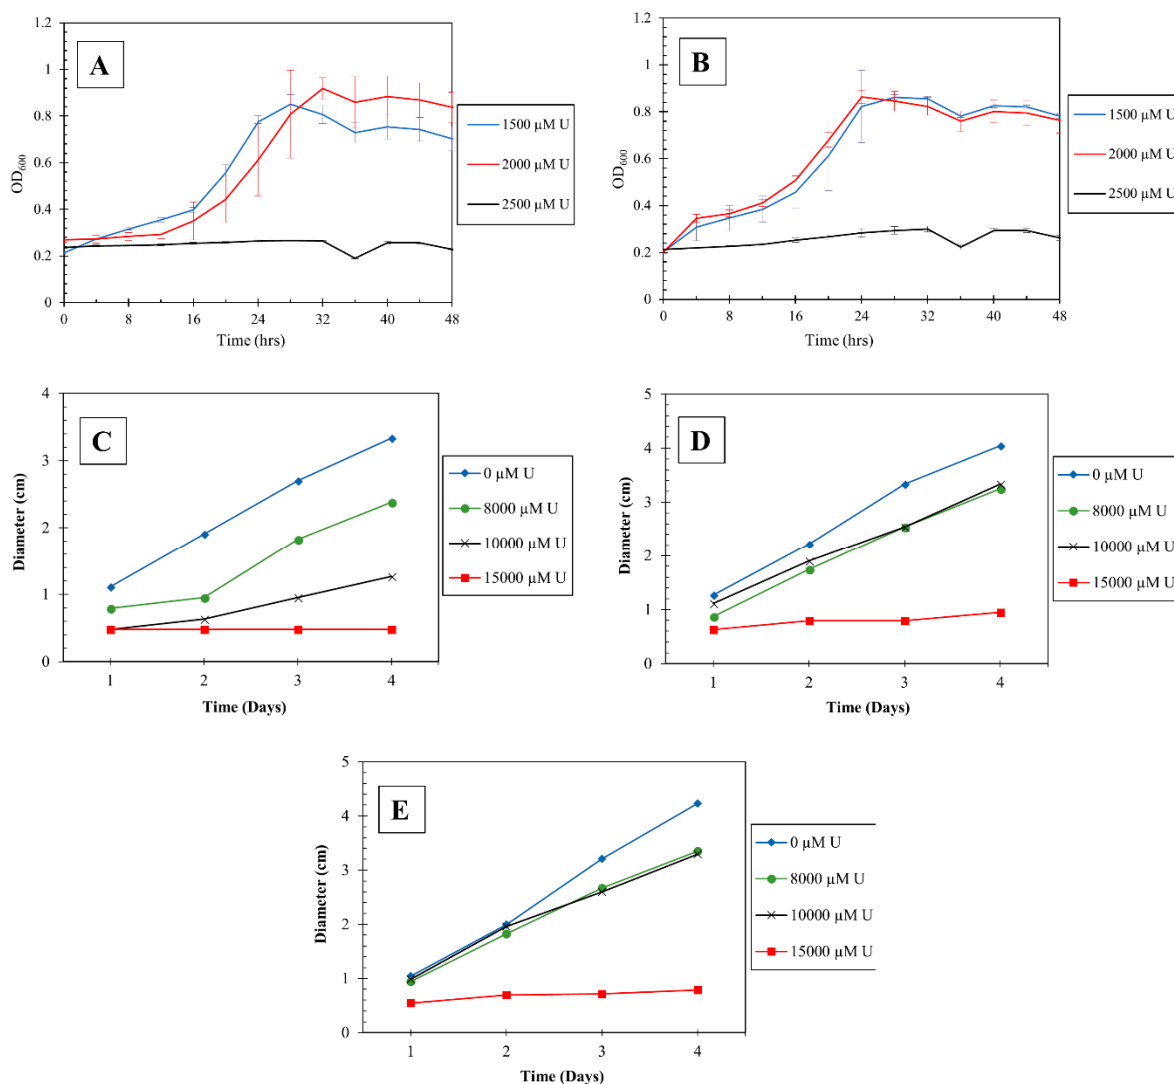 A
1.2
1
0.8
0.6
0.4
0.2
0
OD600
0 8 16 24 32 40 48
Time (hrs)
1500 µM U
2000 µM U
2500 µM U
B
1.2
1
0.8
0.6
0.4
0.2
0
OD600
0 8 16 24 32 40 48
Time (hrs)
1500 µM U
2000 µM U
2500 µM U
C
4
3
2
1
0
Diameter (cm)
1 2 3 4
Time (Days)
0 µM U
8000 µM U
10000 µM U
15000 µM U
D
5
4
3
2
1
0
Diameter (cm)
1 2 3 4
Time (Days)
0 µM U
8000 µM U
10000 µM U
15000 µM U
E
5
4
3
2
1
0
Diameter (cm)
1 2 3 4
Time (Days)
0 µM U
8000 µM U
10000 µM U
15000 µM U